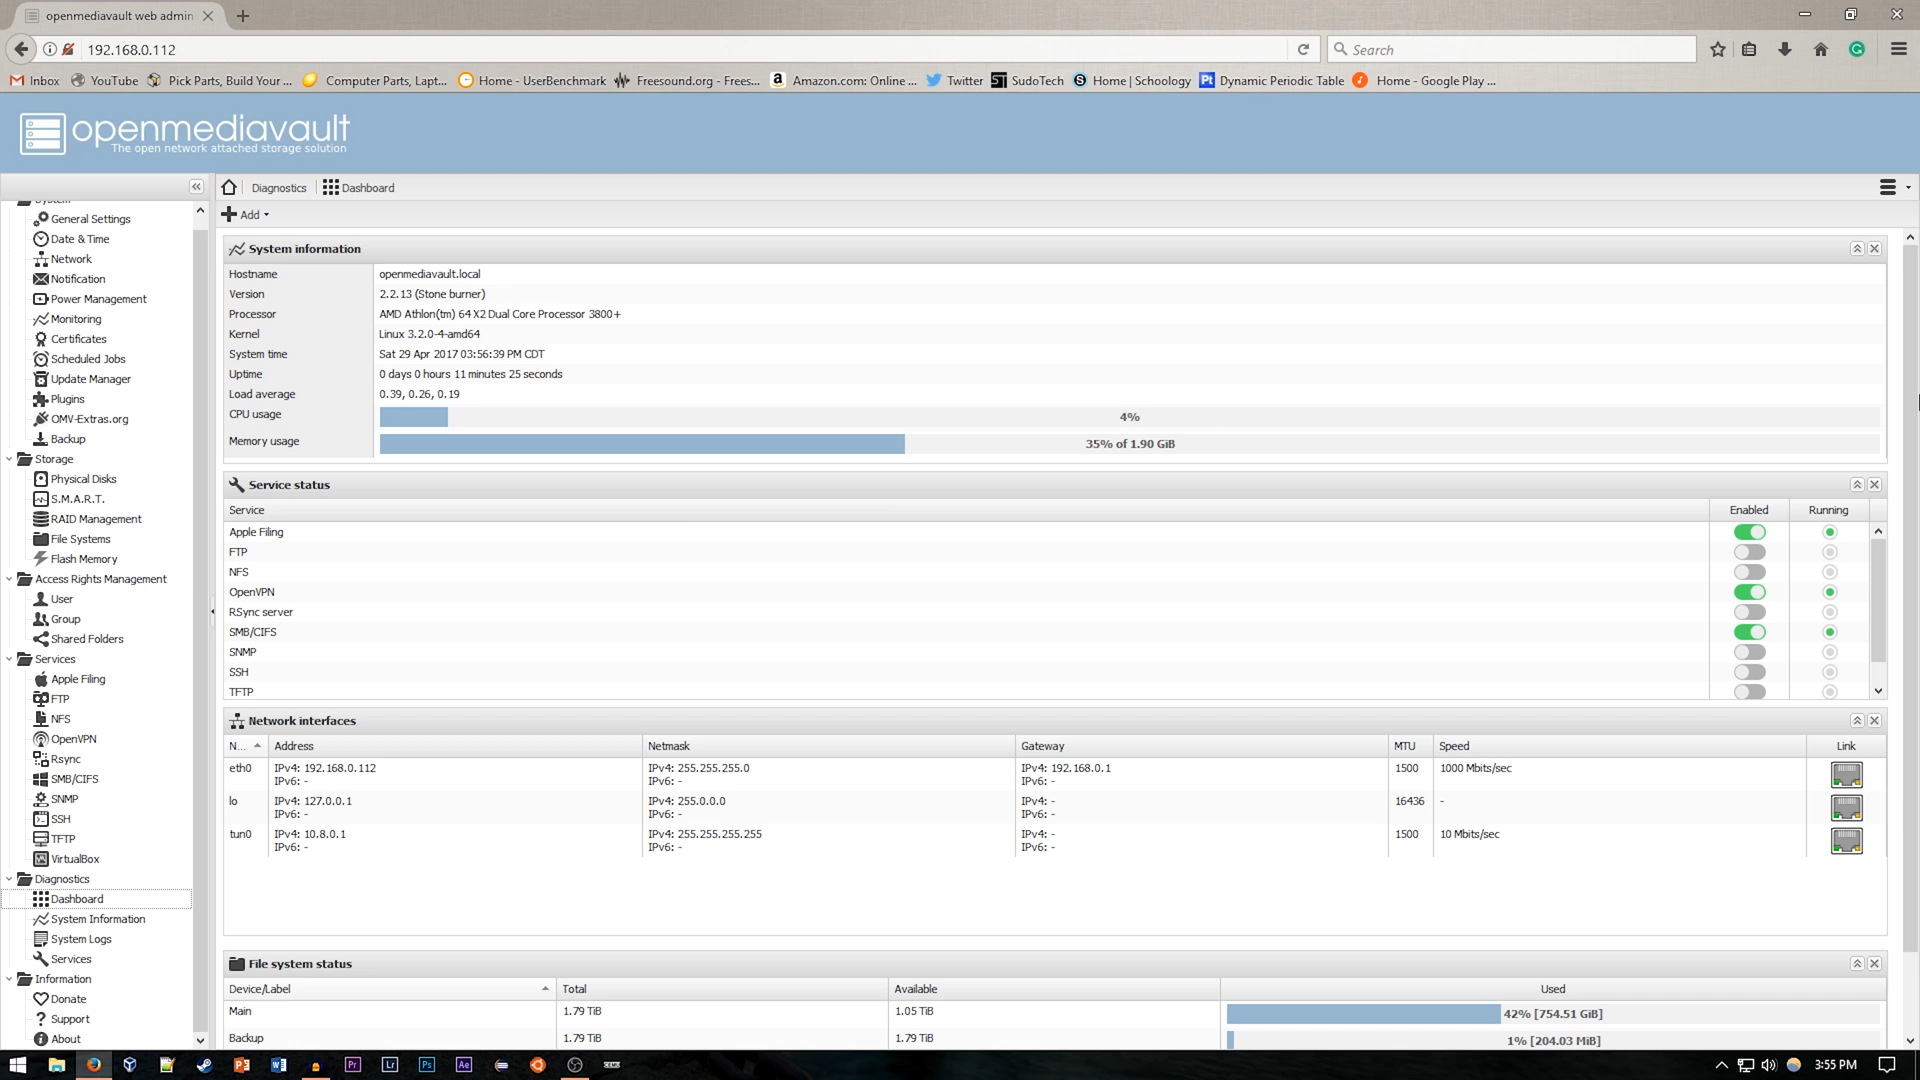 openmediavault web admin
192.168.0.112
Search
Inbox
YouTube
Pick Parts, Build Your ...
Computer Parts, Lapt...
Home - UserBenchmark
Freesound.org - Frees...
Amazon.com: Online ...
Twitter
SudoTech
Home | Schoology
Dynamic Periodic Table
Home - Google Play ...
openmediavault
The open network attached storage solution
Diagnostics
Dashboard
Add
System
General Settings
Date & Time
Network
Notification
Power Management
Monitoring
Certificates
Scheduled Jobs
Update Manager
Plugins
OMV-Extras.org
Backup
Storage
Physical Disks
S.M.A.R.T.
RAID Management
File Systems
Flash Memory
Access Rights Management
User
Group
Shared Folders
Services
Apple Filing
FTP
NFS
OpenVPN
Rsync
SMB/CIFS
SNMP
SSH
TFTP
VirtualBox
Diagnostics
Dashboard
System Information
System Logs
Services
Information
Donate
Support
About
System information
Hostname openmediavault.local
Version 2.2.13 (Stone burner)
Processor AMD Athlon(tm) 64 X2 Dual Core Processor 3800+
Kernel Linux 3.2.0-4-amd64
System time Sat 29 Apr 2017 03:56:39 PM CDT
Uptime 0 days 0 hours 11 minutes 25 seconds
Load average 0.39, 0.26, 0.19
CPU usage 4%
Memory usage 35% of 1.90 GiB
Service status
Service Enabled Running
Apple Filing
FTP
NFS
OpenVPN
RSync server
SMB/CIFS
SNMP
SSH
TFTP
Network interfaces
N... Address Netmask Gateway MTU Speed Link
eth0 IPv4: 192.168.0.112 IPv4: 255.255.255.0 IPv4: 192.168.0.1 1500 1000 Mbits/sec
IPv6: - IPv6: - IPv6: -
lo IPv4: 127.0.0.1 IPv4: 255.0.0.0 IPv4: - 16436 -
IPv6: - IPv6: - IPv6: -
tun0 IPv4: 10.8.0.1 IPv4: 255.255.255.255 IPv4: - 1500 10 Mbits/sec
IPv6: - IPv6: - IPv6: -
File system status
Device/Label Total Available Used
Main 1.79 TiB 1.05 TiB 42% [754.51 GiB]
Backup 1.79 TiB 1.79 TiB 1% [204.03 MiB]
3:55 PM